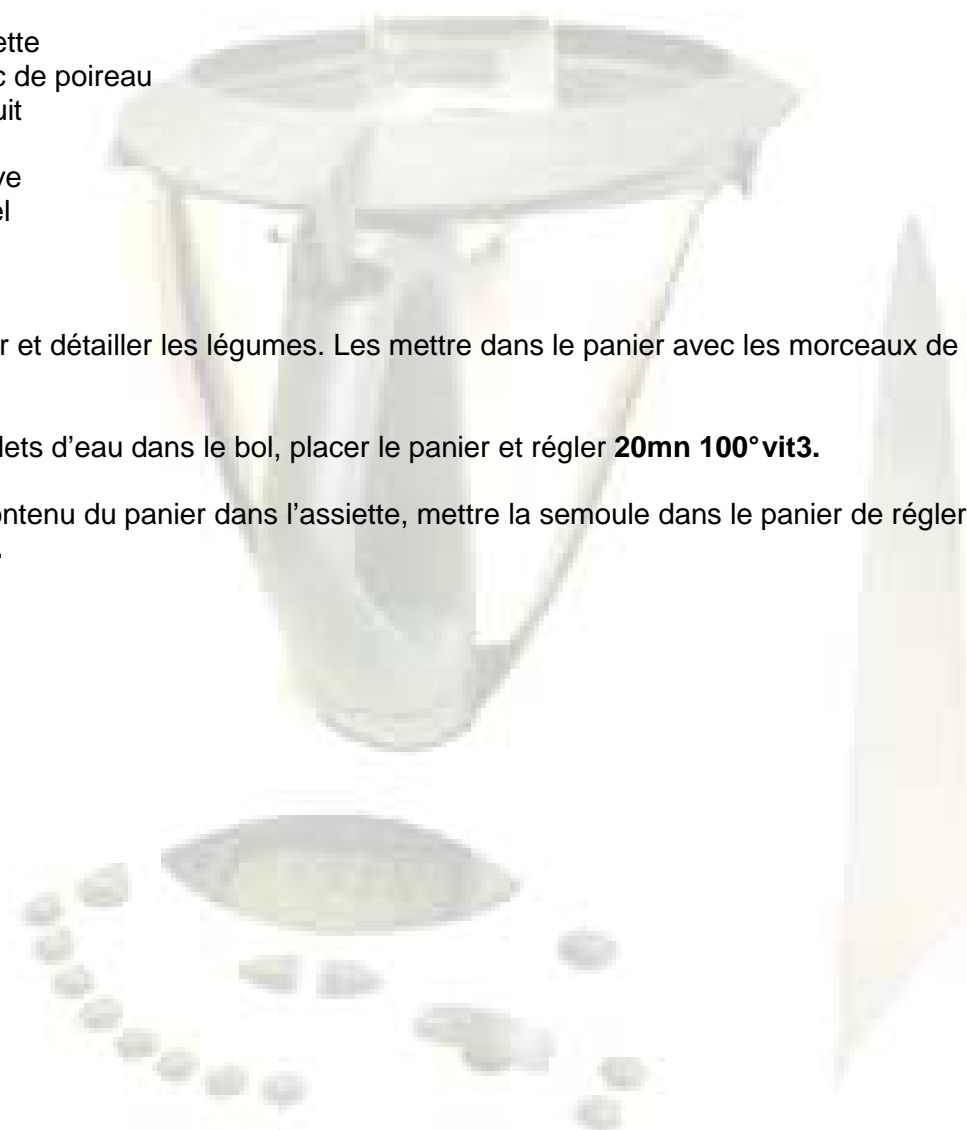 ette
c de poireau
uit
ve
el
r et détailler les légumes. Les mettre dans le panier avec les morceaux de
lets d’eau dans le bol, placer le panier et régler 20mn 100° vit3.
ontenu du panier dans l’assiette, mettre la semoule dans le panier de régler
.